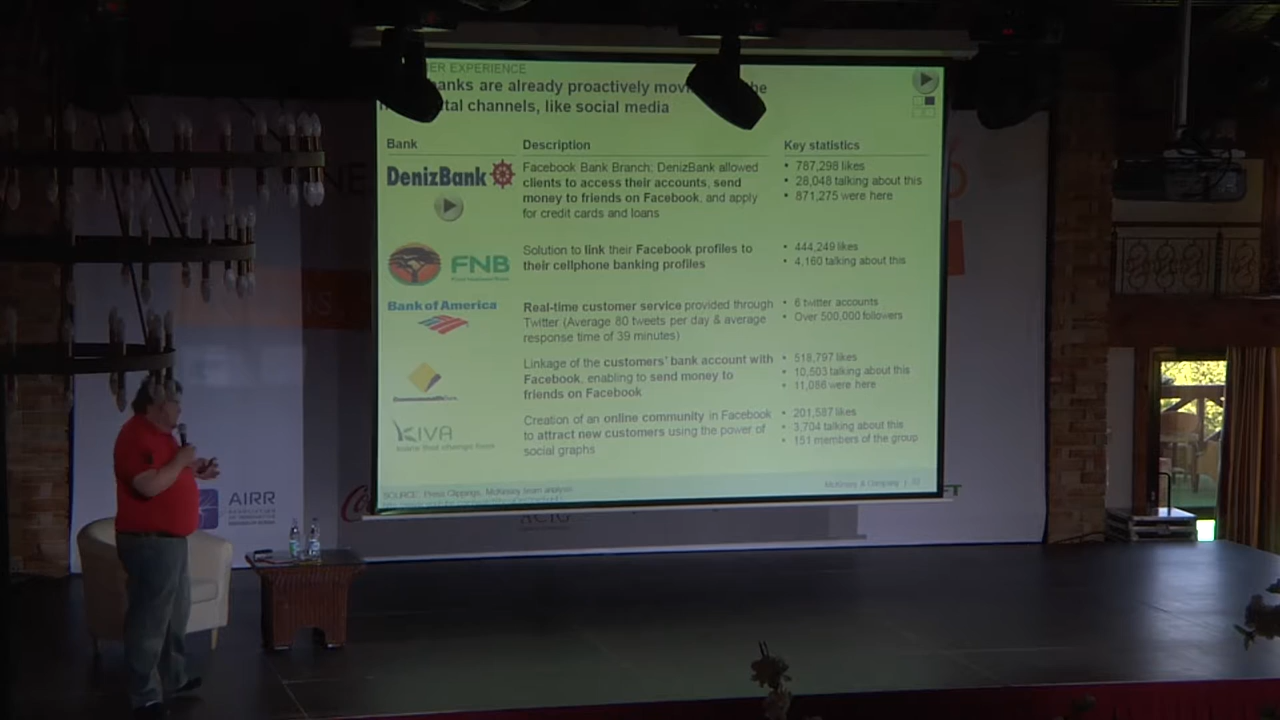 ER EXPERIENCE
anks are already proactively mov he
tal channels, like social media
Bank Description Key statistics
DenizBank
Facebook Bank Branch: DenizBank allowed
clients to access their accounts, send
money to friends on Facebook, and apply
for credit cards and loans
• 787,298 likes
• 28,048 talking about this
• 871,275 were here
FNB
Solution to link their Facebook profiles to
their cellphone banking profiles
• 444,249 likes
• 4,160 talking about this
Bank of America
Real-time customer service provided through
Twitter (Average 80 tweets per day & average
response time of 39 minutes)
• 6 twitter accounts
• Over 500,000 followers
Linkage of the customers' bank account with
Facebook, enabling to send money to
friends on Facebook
• 518,797 likes
• 10,503 talking about this
• 11,086 were here
KIVA
Creation of an online community in Facebook
to attract new customers using the power of
social graphs
• 201,587 likes
• 3,704 talking about this
• 151 members of the group
SOURCE: Press Clippings, McKinsey team analysis
McKinsey & Company
AIRR